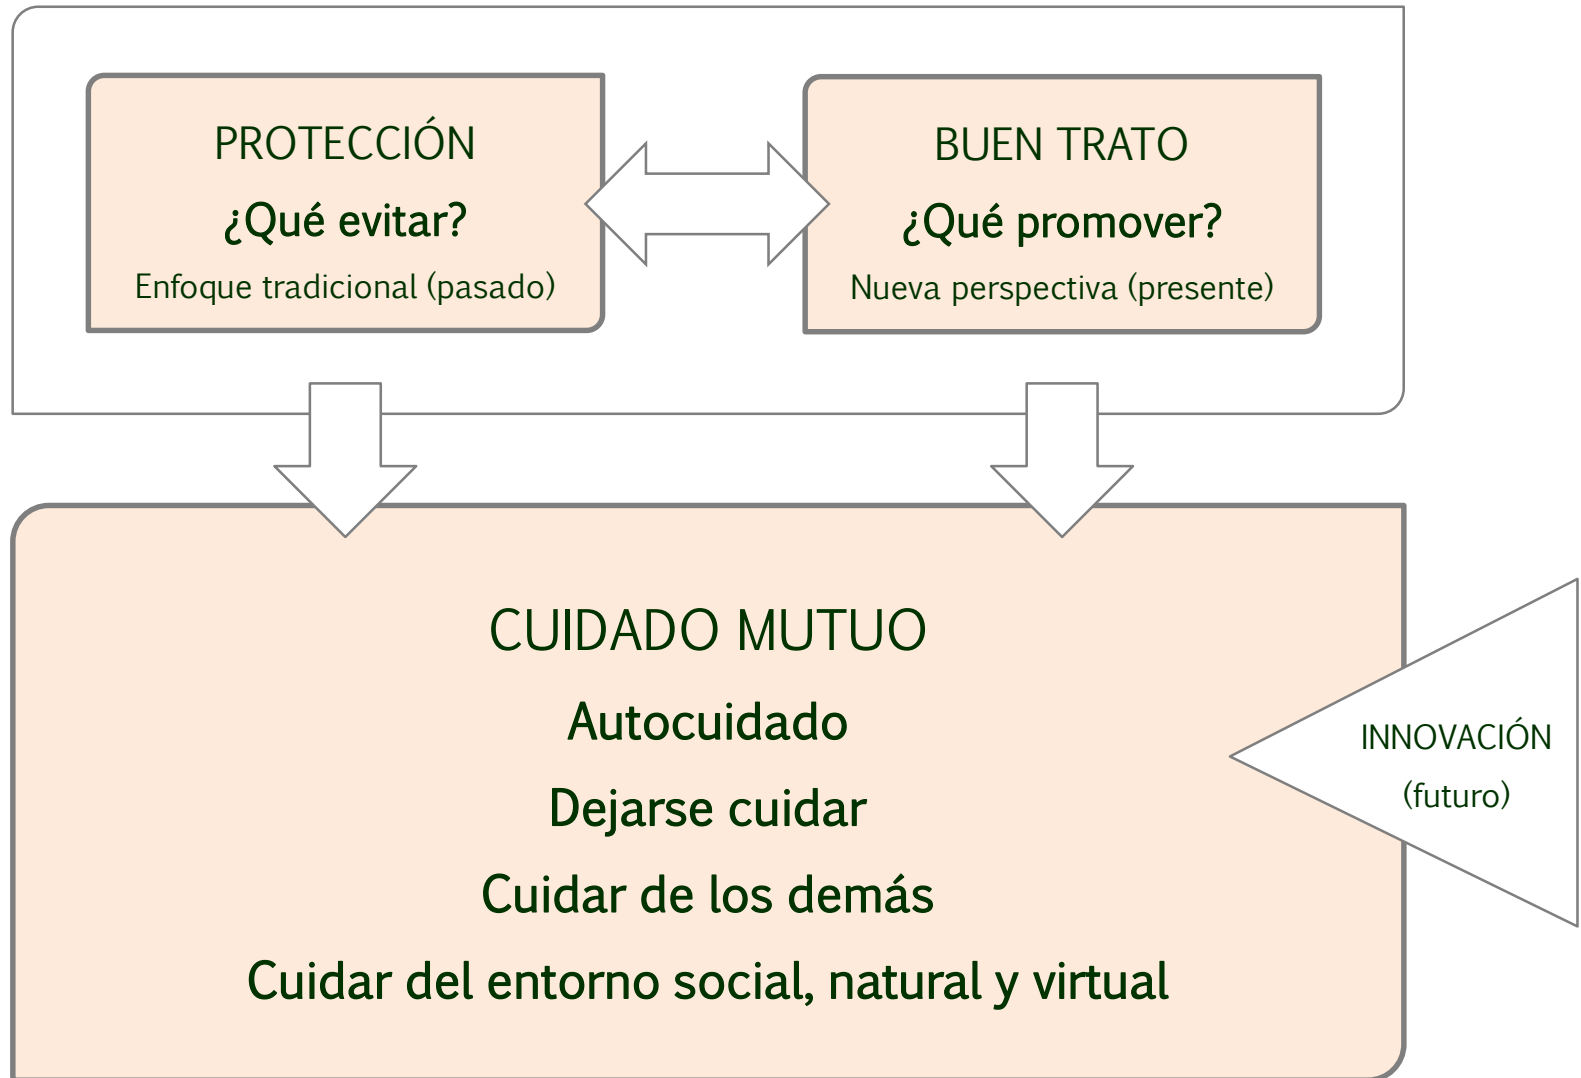 PROTECCIÓN
¿Qué evitar?
Enfoque tradicional (pasado)
BUEN TRATO
¿Qué promover?
Nueva perspectiva (presente)
CUIDADO MUTUO
Autocuidado
Dejarse cuidar
Cuidar de los demás
Cuidar del entorno social, natural y virtual
INNOVACIÓN
(futuro)